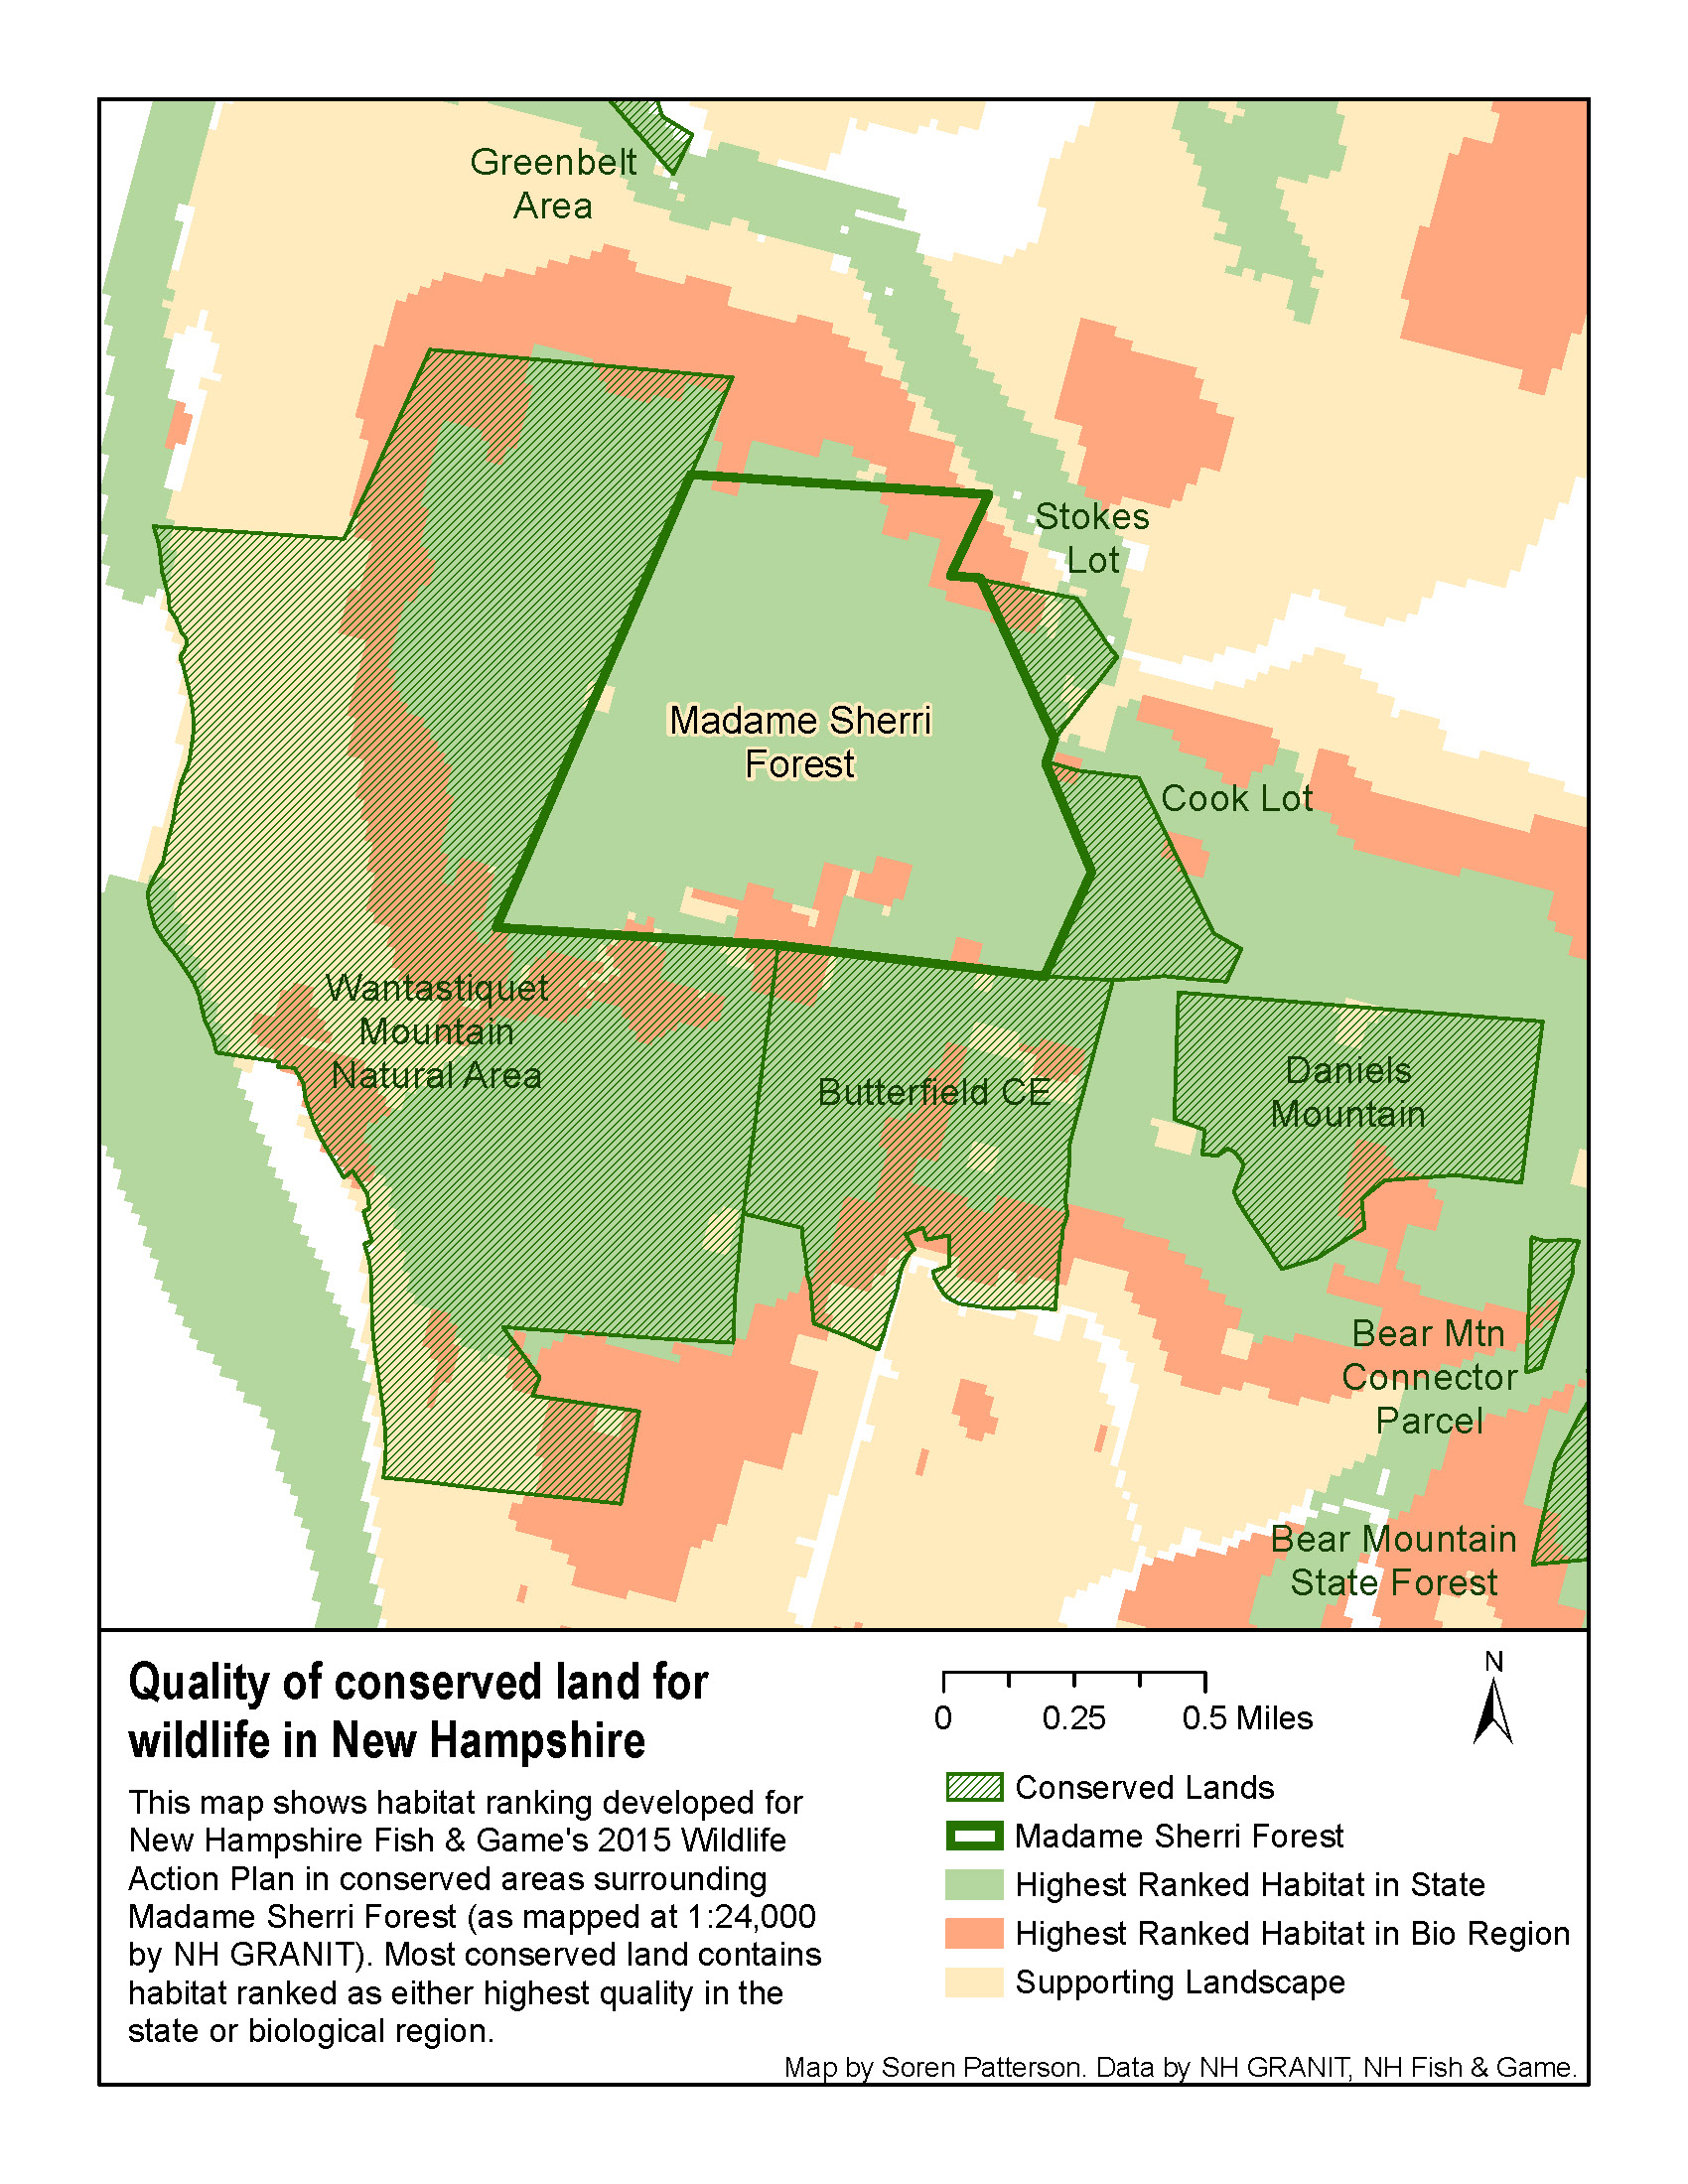 Greenbelt
Area
Stokes
Lot
Madame Sherri
Forest
Cook Lot
Wantastiquet
Mountain
Natural Area
Butterfield CE
Daniels
Mountain
Bear Mtn
Connector
Parcel
Bear Mountain
State Forest
Quality of conserved land for
wildlife in New Hampshire
This map shows habitat ranking developed for
New Hampshire Fish & Game's 2015 Wildlife
Action Plan in conserved areas surrounding
Madame Sherri Forest (as mapped at 1:24,000
by NH GRANIT). Most conserved land contains
habitat ranked as either highest quality in the
state or biological region.
0 0.25 0.5 Miles
N
Conserved Lands
Madame Sherri Forest
Highest Ranked Habitat in State
Highest Ranked Habitat in Bio Region
Supporting Landscape
Map by Soren Patterson. Data by NH GRANIT, NH Fish & Game.